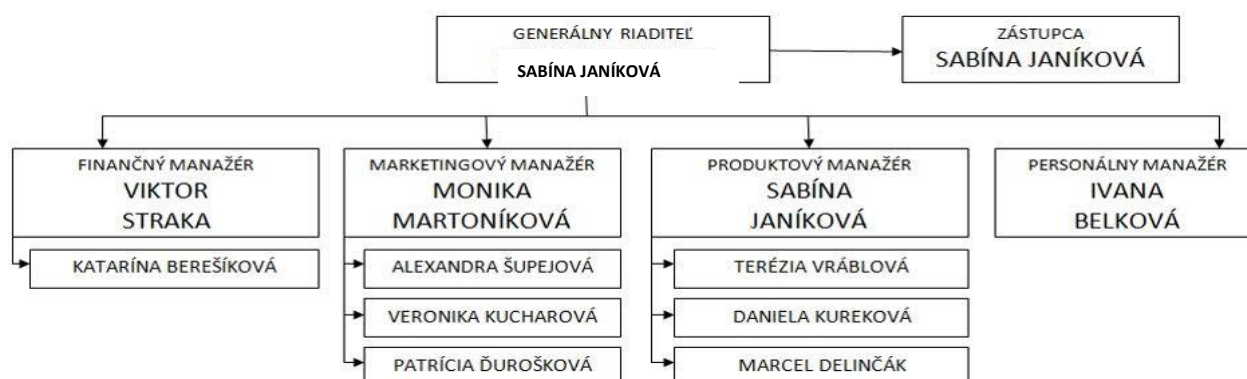 GENERÁLNY RIADITEĽ
SABÍNA JANÍKOVÁ
ZÁSTUPCA
SABÍNA JANÍKOVÁ
FINANČNÝ MANAŽÉR
VIKTOR
STRAKA
KATARÍNA BEREŠÍKOVÁ
MARKETINGOVÝ MANAŽÉR
MONIKA
MARTONÍKOVÁ
ALEXANDRA ŠUPEJOVÁ
VERONIKA KUCHAROVÁ
PATRÍCIA ĎUROŠKOVÁ
PRODUKTOVÝ MANAŽÉR
SABÍNA
JANÍKOVÁ
TERÉZIA VRÁBLOVÁ
DANIELA KUREKOVÁ
MARCEL DELINČÁK
PERSONÁLNY MANAŽÉR
IVANA
BELKOVÁ